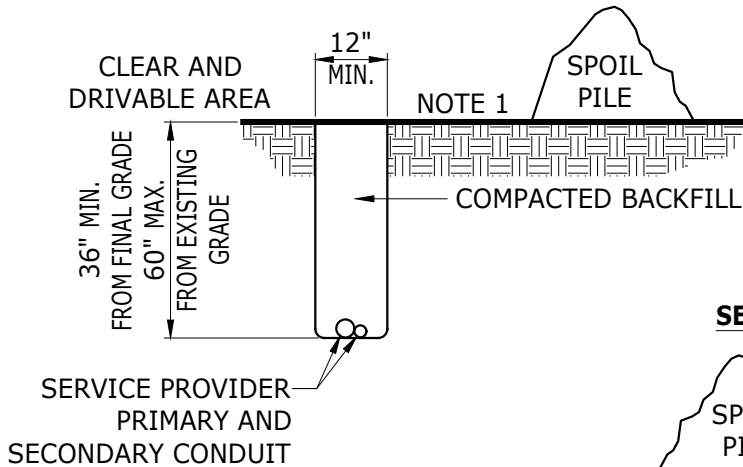 12"
MIN.
CLEAR AND
DRIVABLE AREA
NOTE 1
SPOIL
PILE
36" MIN.
FROM FINAL GRADE
60" MAX.
FROM EXISTING
GRADE
COMPACTED BACKFILL
SERVICE PROVIDER
PRIMARY AND
SECONDARY CONDUIT